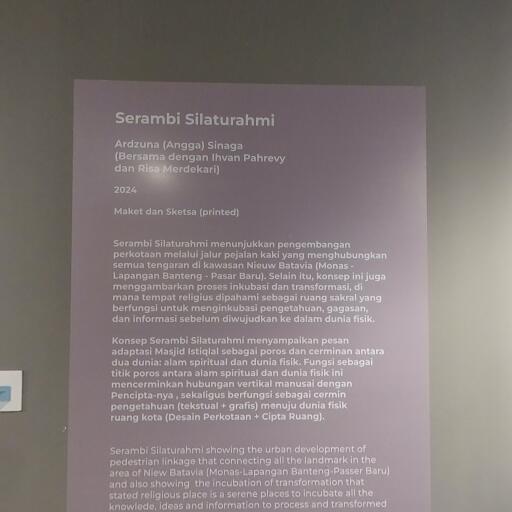 Serambi Silaturahmi
Ardzuna (Angga) Sinaga
(Bersama dengan Ihvan Pahrevy
dan Risa Merdekari)
2024
Maket dan Sketsa (printed)
Serambi Silaturahmi menunjukkan pengembangan
perkotaan melalui jalur pejalan kaki yang menghubungkan
semua tengaran di kawasan Nieuw Batavia (Monas -
Lapangan Banteng - Pasar Baru). Selain itu, konsep ini juga
menggambarkan proses inkubasi dan transformasi, di
mana tempat religius dipahami sebagai ruang sakral yang
berfungsi untuk menginkubasi pengetahuan, gagasan,
dan informasi sebelum diwujudkan ke dalam dunia fisik.
Konsep Serambi Silaturahmi menyampaikan pesan
adaptasi Masjid Istiqlal sebagai poros dan cerminan antara
dua dunia: alam spiritual dan dunia fisik. Fungsi sebagai
titik poros antara alam spiritual dan dunia fisik ini
mencerminkan hubungan vertikal manusai dengan
Pencipta-nya , sekaligus berfungsi sebagai cermin
pengetahuan (tekstual + grafis) menuju dunia fisik
ruang kota (Desain Perkotaan + Cipta Ruang).
Serambi Silaturahmi showing the urban development of
pedestrian linkage that connecting all the landmark in the
area of Niew Batavia (Monas-Lapangan Banteng-Passer Baru)
and also showing the incubation of transformation that
stated religious place is a serene places to incubate all the
knowlede, ideas and information to process and transformed